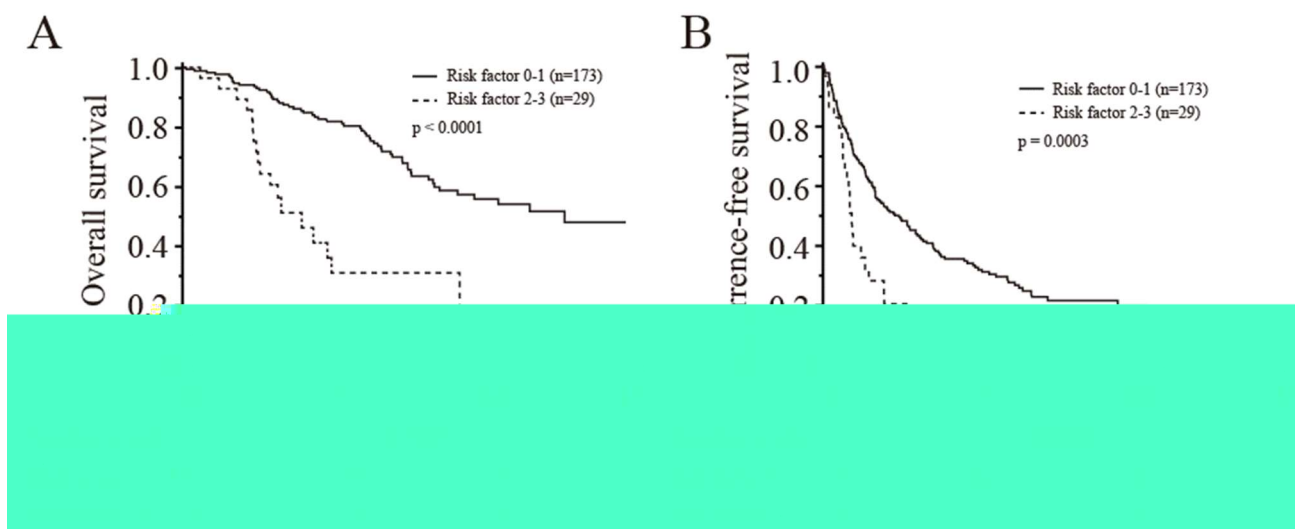 A
Overall survival
1.0
0.8
0.6
0.4
Risk factor 0-1 (n=173)
Risk factor 2-3 (n=29)
p < 0.0001
B
survival
1.0
0.8
0.6
0.4
Risk factor 0-1 (n=173)
Risk factor 2-3 (n=29)
p = 0.0003